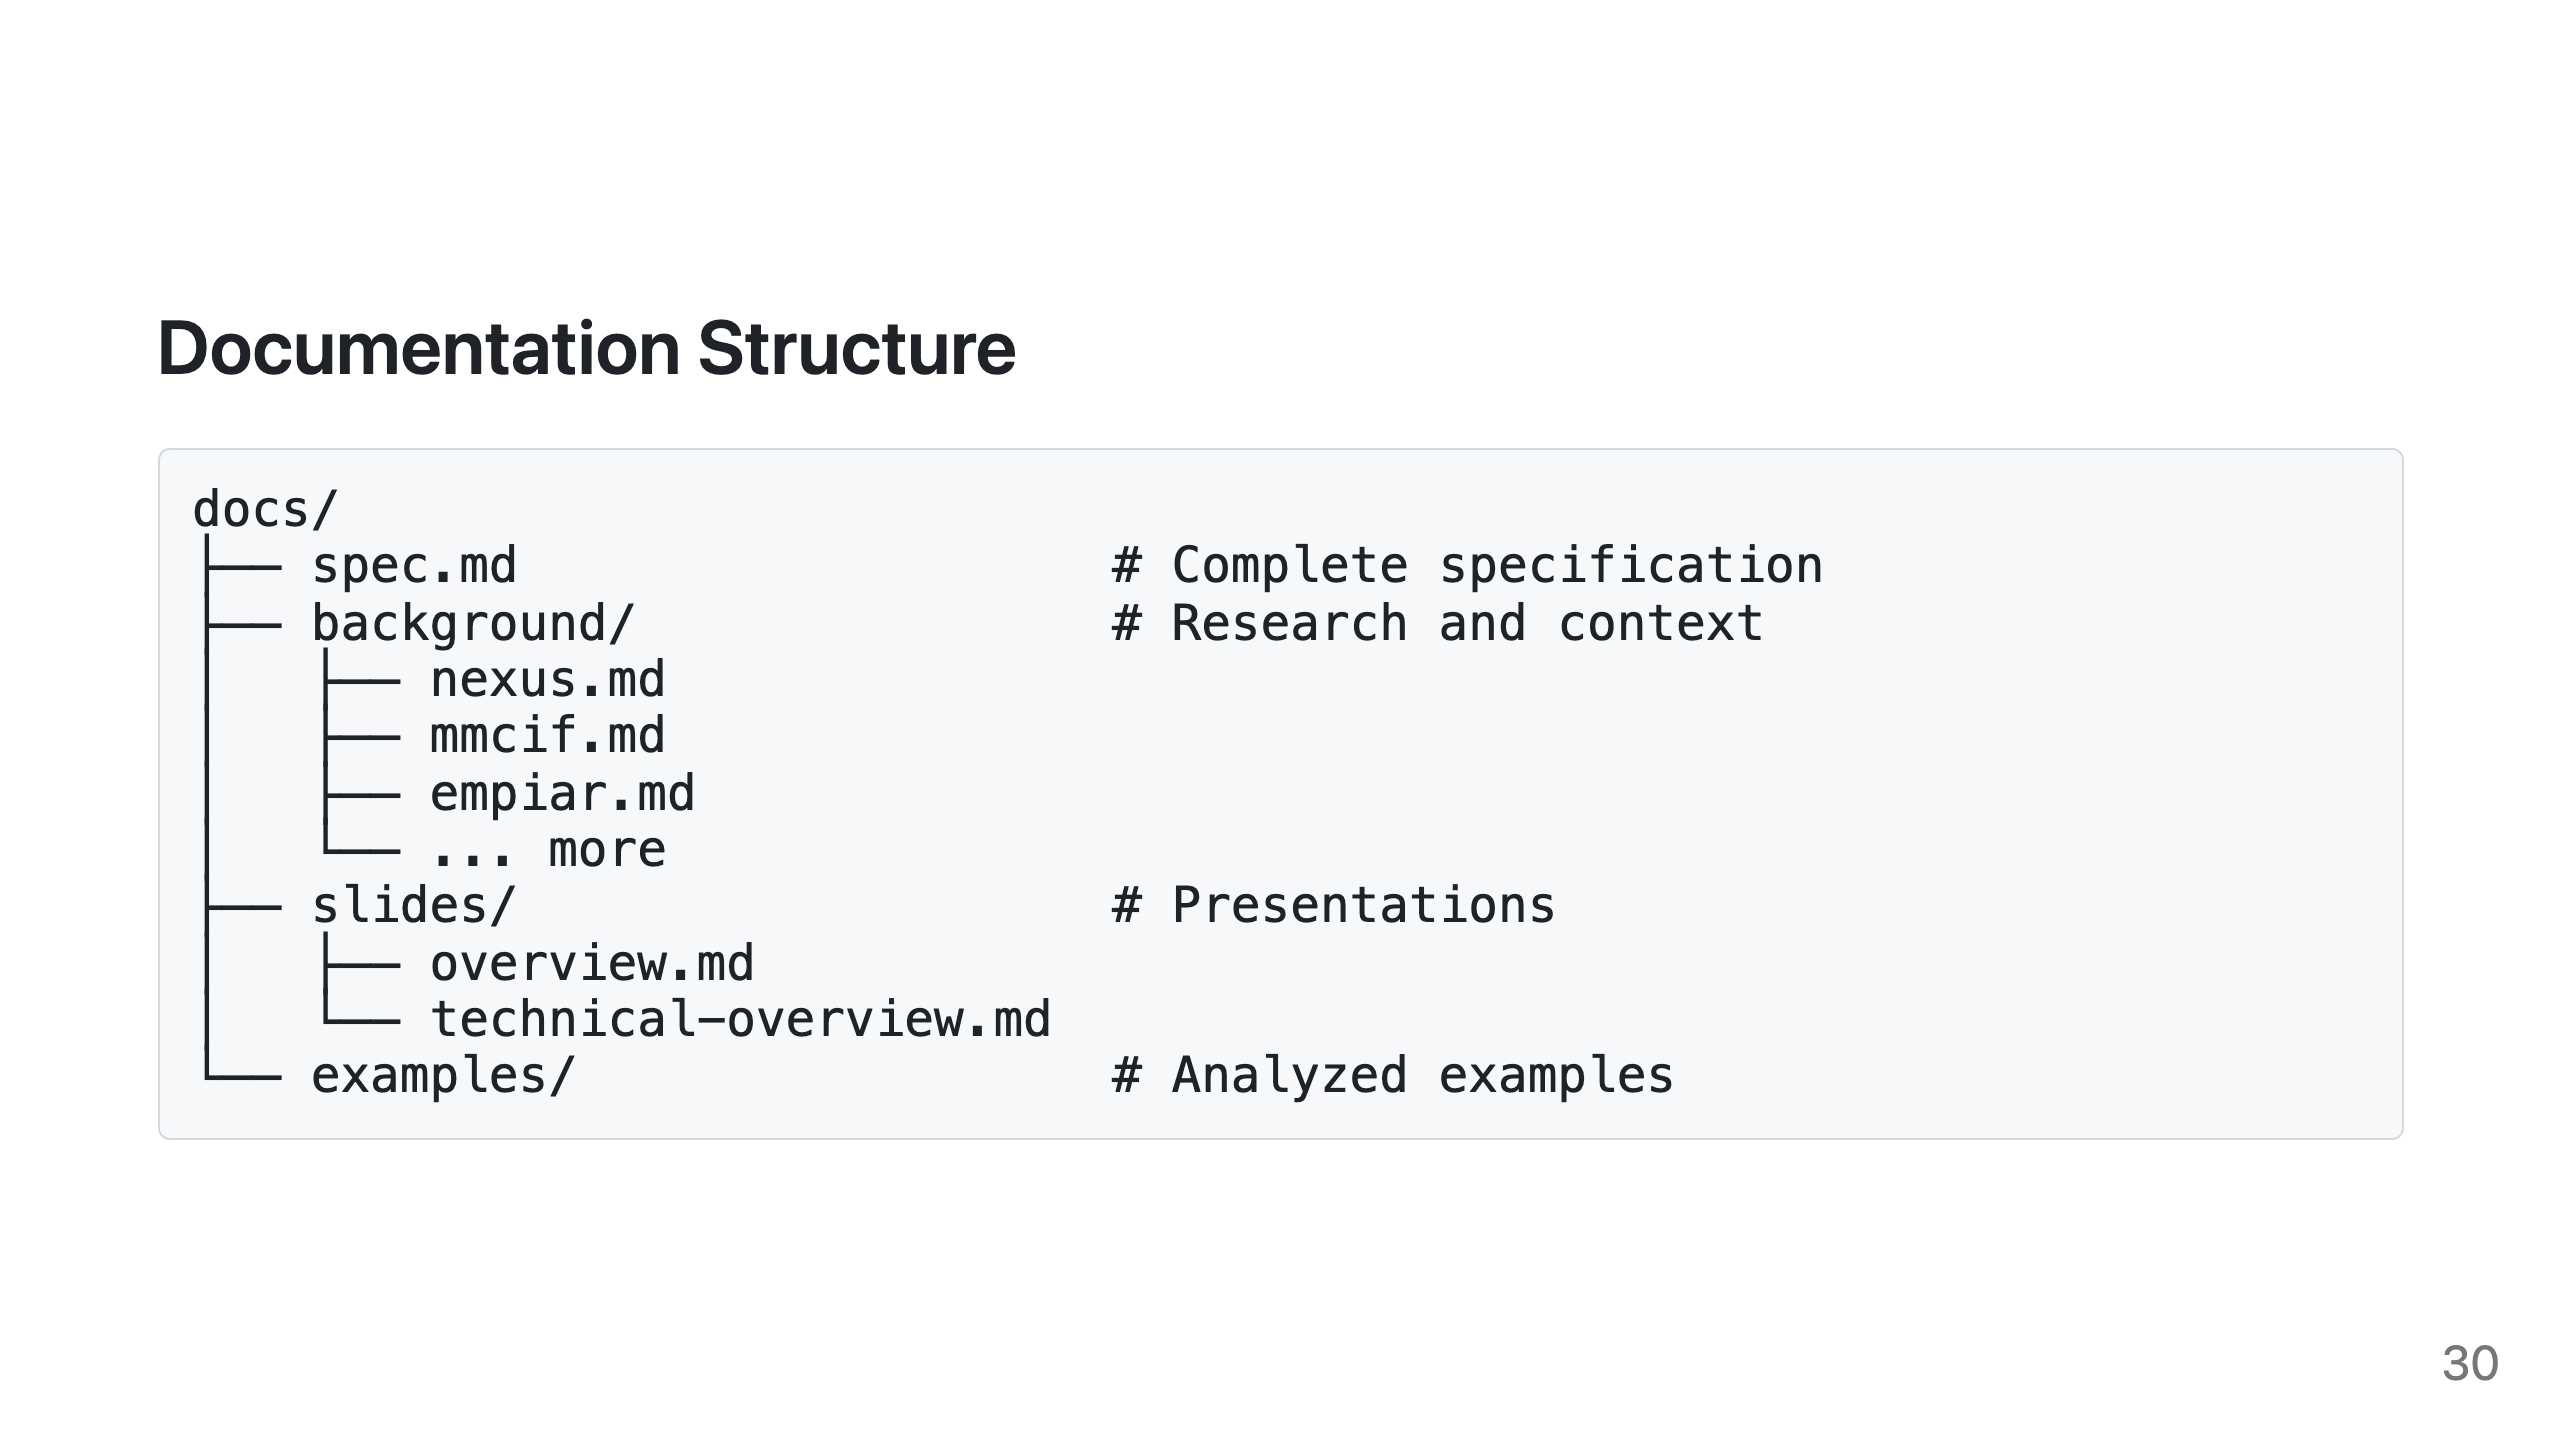 Documentation Structure
docs/
├── spec.md                    # Complete specification
├── background/                # Research and context
│   ├── nexus.md
│   ├── mmcif.md
│   ├── empiar.md
│   └── ... more
├── slides/                    # Presentations
│   ├── overview.md
│   └── technical-overview.md
└── examples/                  # Analyzed examples
30